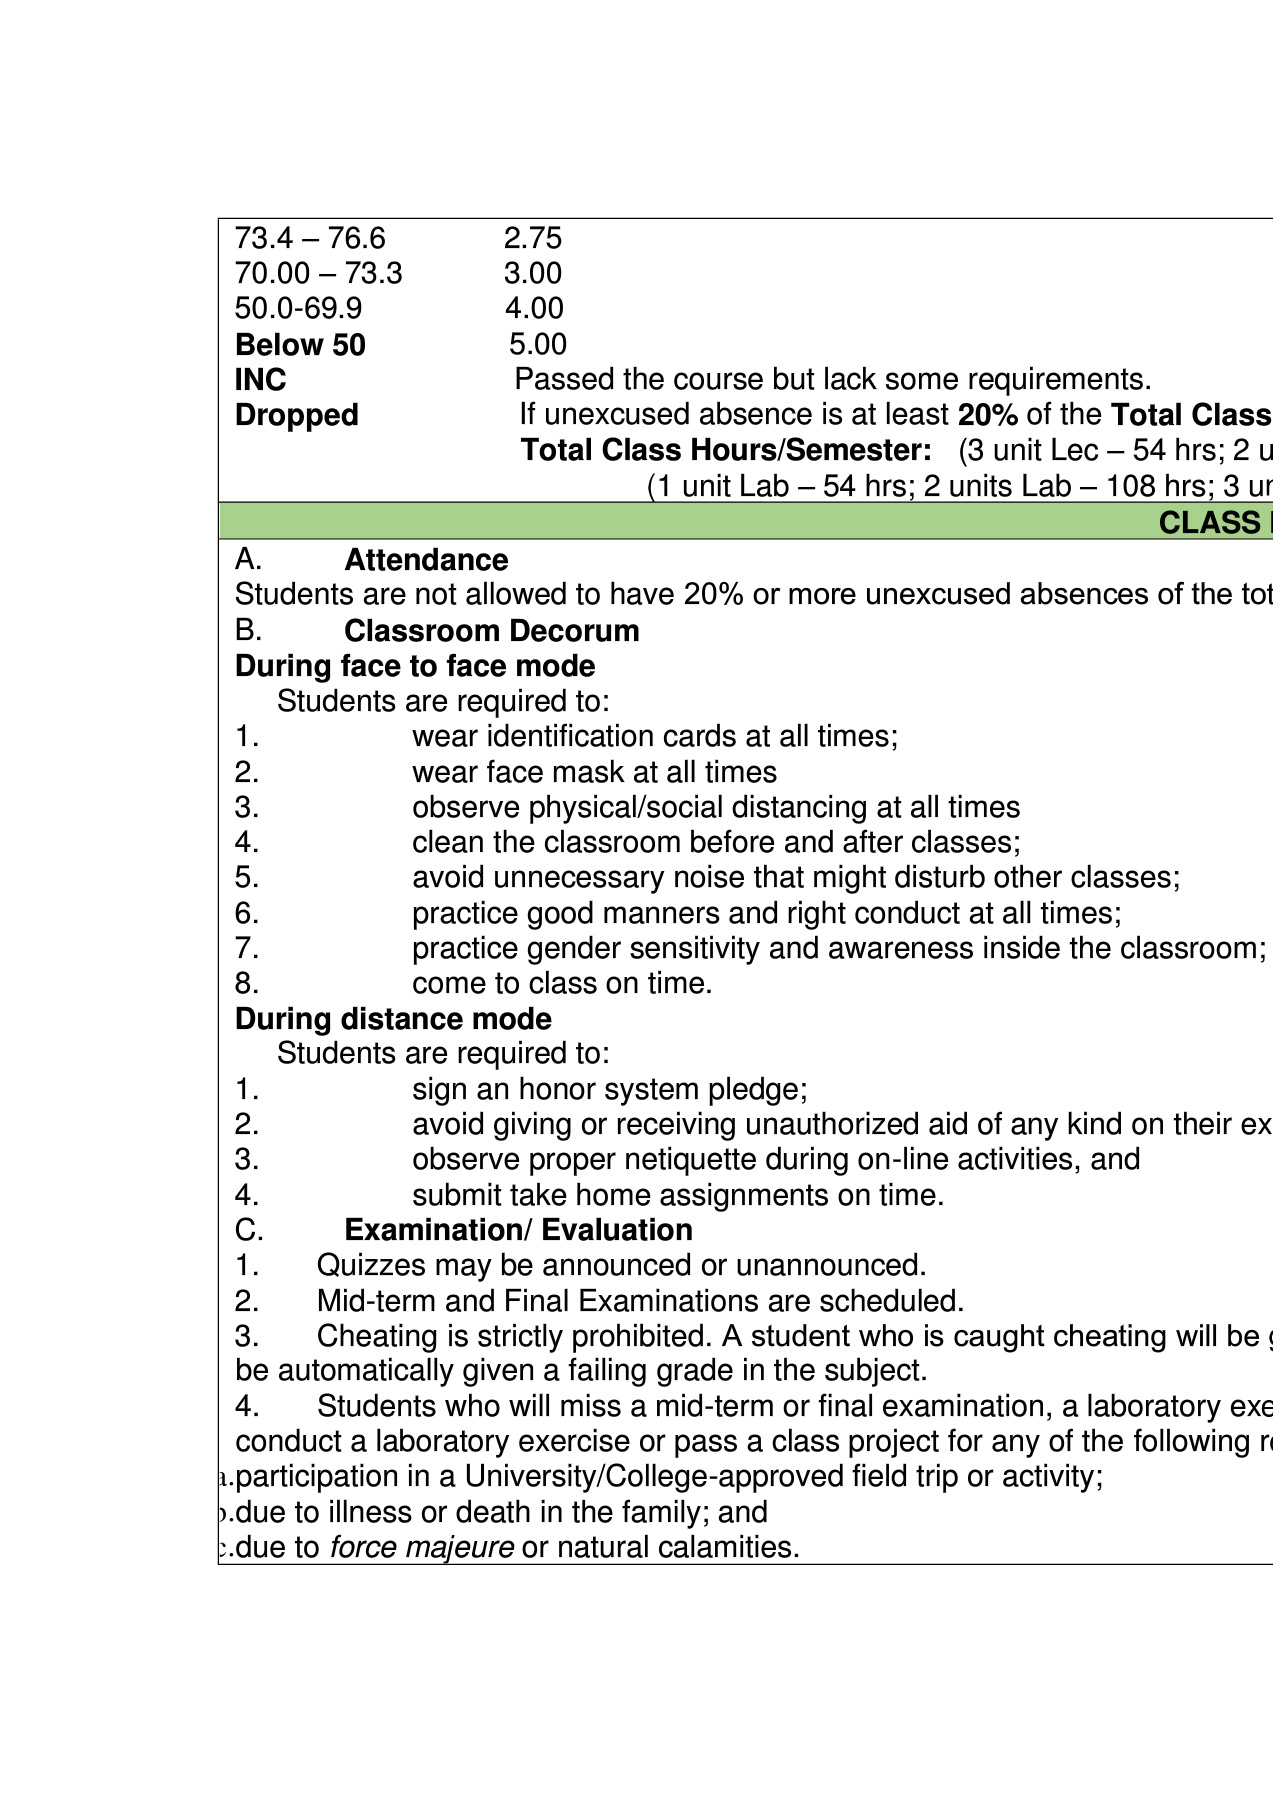 73.4 – 76.6 2.75
70.00 – 73.3 3.00
50.0-69.9 4.00
Below 50 5.00
INC Passed the course but lack some requirements.
Dropped If unexcused absence is at least 20% of the Total Class
Total Class Hours/Semester: (3 unit Lec – 54 hrs; 2
(1 unit Lab – 54 hrs; 2 units Lab – 108 hrs; 3
CLASS
A. Attendance
Students are not allowed to have 20% or more unexcused absences of the
B. Classroom Decorum
During face to face mode
Students are required to:
1. wear identification cards at all times;
2. wear face mask at all times
3. observe physical/social distancing at all times
4. clean the classroom before and after classes;
5. avoid unnecessary noise that might disturb other classes;
6. practice good manners and right conduct at all times;
7. practice gender sensitivity and awareness inside the classroom;
8. come to class on time.
During distance mode
Students are required to:
1. sign an honor system pledge;
2. avoid giving or receiving unauthorized aid of any kind on their
3. observe proper netiquette during on-line activities, and
4. submit take home assignments on time.
C. Examination/ Evaluation
1. Quizzes may be announced or unannounced.
2. Mid-term and Final Examinations are scheduled.
3. Cheating is strictly prohibited. A student who is caught cheating will be
be automatically given a failing grade in the subject.
4. Students who will miss a mid-term or final examination, a laboratory
conduct a laboratory exercise or pass a class project for any of the following
a.participation in a University/College-approved field trip or activity;
b.due to illness or death in the family; and
c.due to force majeure or natural calamities.